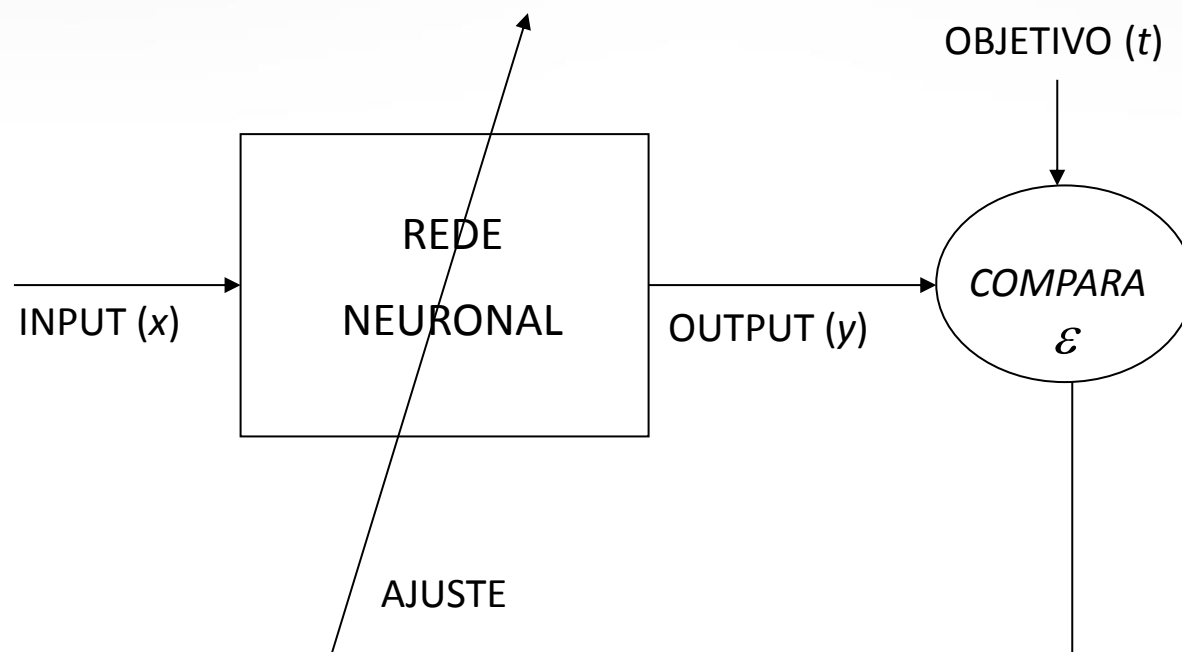 OBJETIVO (t)
REDE
NEURONAL
INPUT (x)
OUTPUT (y)
COMPARA
ε
AJUSTE